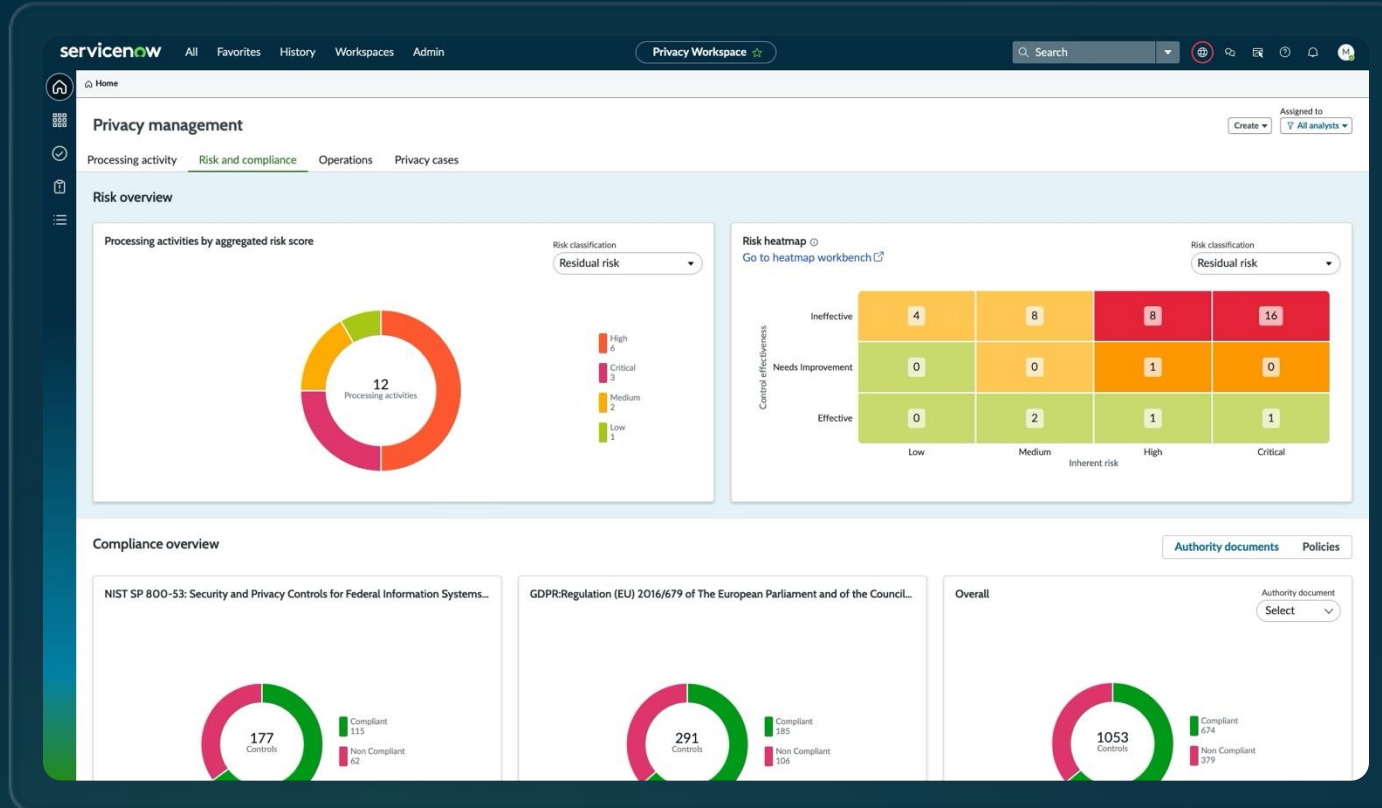 servicenow All Favorites History Workspaces Admin Privacy Workspace ☆ Search M
Home
Privacy management
Assigned to
Create All analysts
Processing activity Risk and compliance Operations Privacy cases
Risk overview
Processing activities by aggregated risk score
Risk classification
Residual risk
12
Processing activities
High
6
Critical
3
Medium
2
Low
1
Risk heatmap
Go to heatmap workbench
Risk classification
Residual risk
Control effectiveness
Ineffective 4 8 8 16
Needs Improvement 0 0 1 0
Effective 0 2 1 1
Low Medium High Critical
Inherent risk
Compliance overview
Authority documents Policies
NIST SP 800-53: Security and Privacy Controls for Federal Information Systems...
177
Controls
Compliant
115
Non Compliant
62
GDPR:Regulation (EU) 2016/679 of The European Parliament and of the Council...
291
Controls
Compliant
185
Non Compliant
106
Overall
Authority document
Select
1053
Controls
Compliant
674
Non Compliant
379